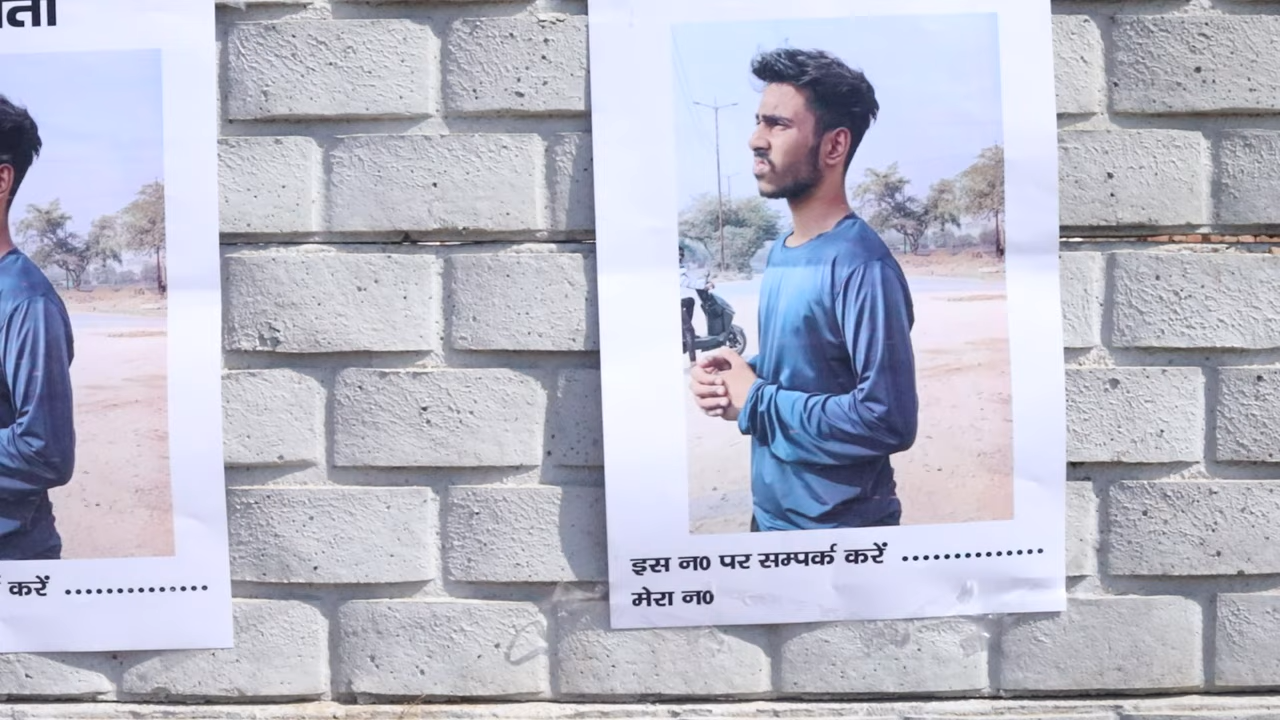 इस न0 पर सम्पर्क करें ....................
मेरा न0
करें ....................